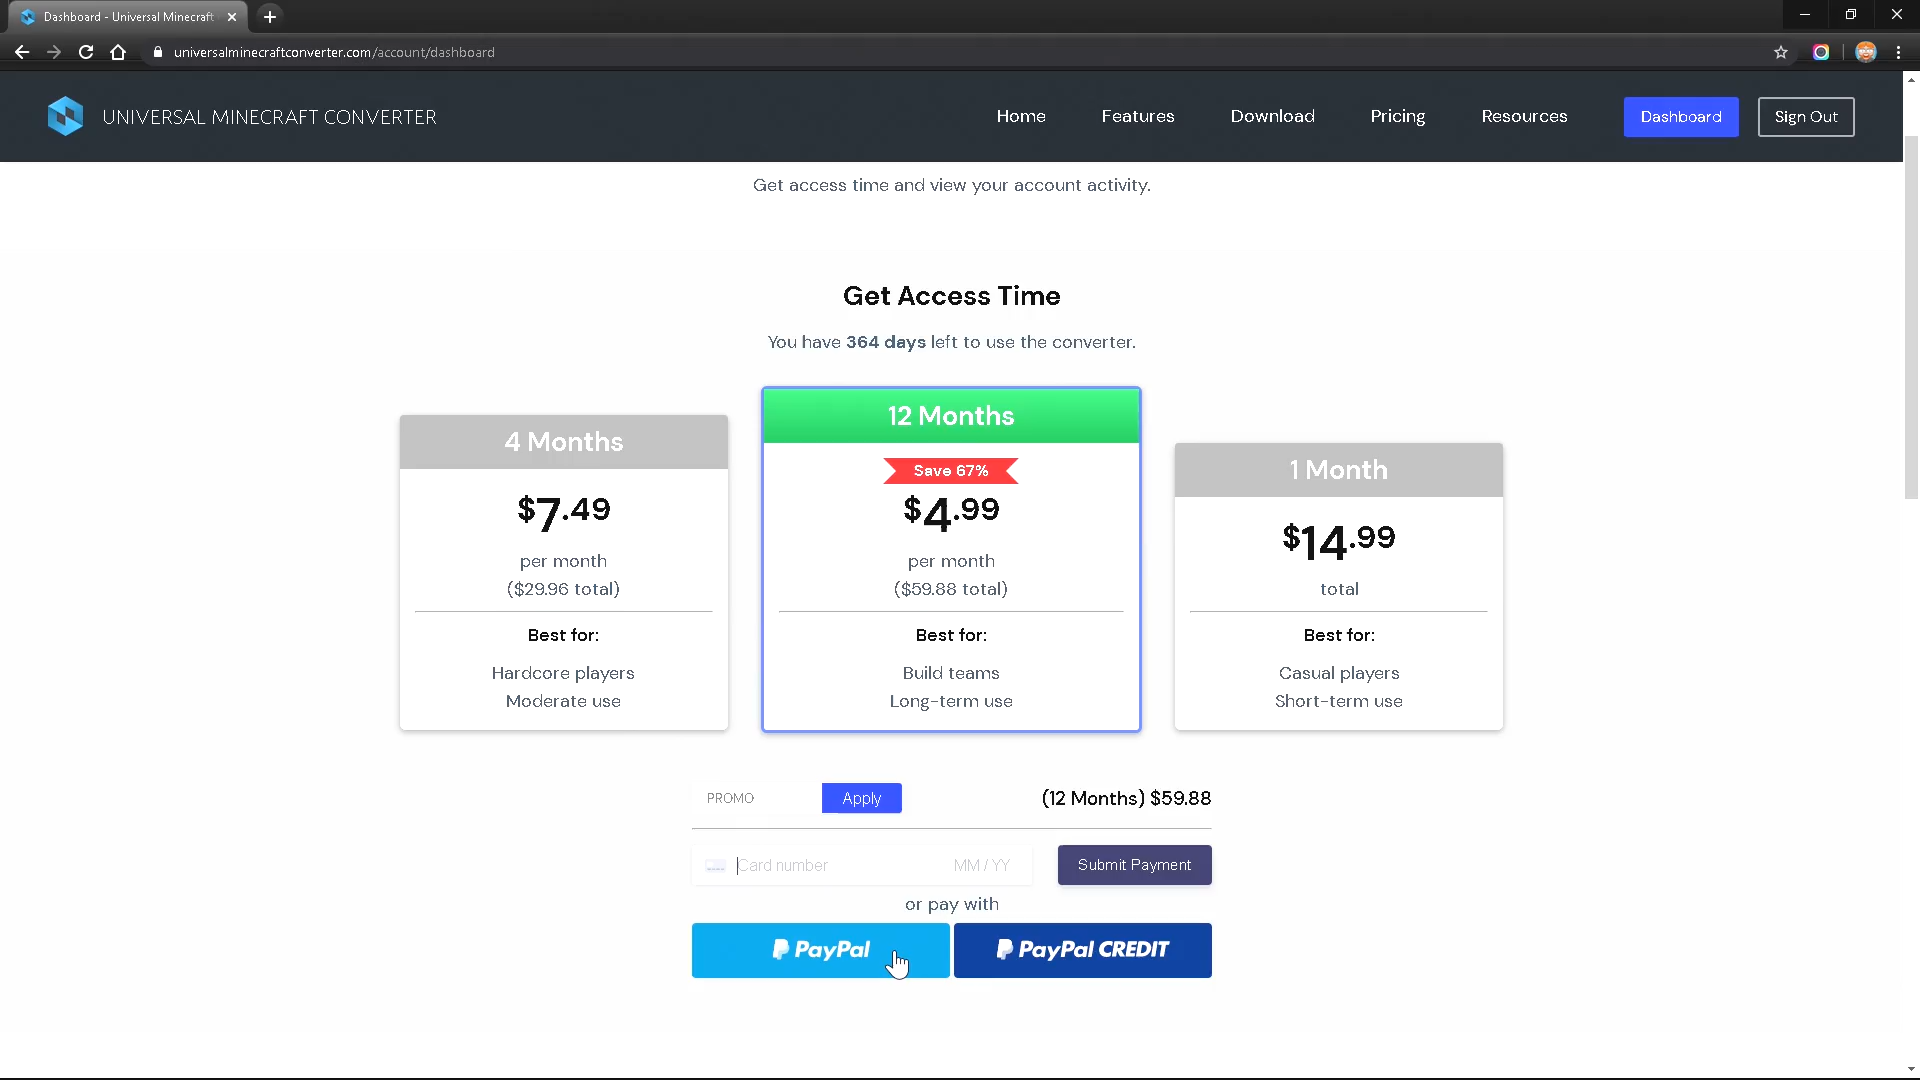 Dashboard - Universal Minecraft
universalminecraftconverter.com/account/dashboard
UNIVERSAL MINECRAFT CONVERTER
Home
Features
Download
Pricing
Resources
Dashboard
Sign Out
Get access time and view your account activity.
Get Access Time
You have 364 days left to use the converter.
4 Months
$7.49
per month
($29.96 total)
Best for:
Hardcore players
Moderate use
12 Months
Save 67%
$4.99
per month
($59.88 total)
Best for:
Build teams
Long-term use
1 Month
$14.99
total
Best for:
Casual players
Short-term use
PROMO
Apply
(12 Months) $59.88
Card number
MM / YY
Submit Payment
or pay with
PayPal
PayPal CREDIT